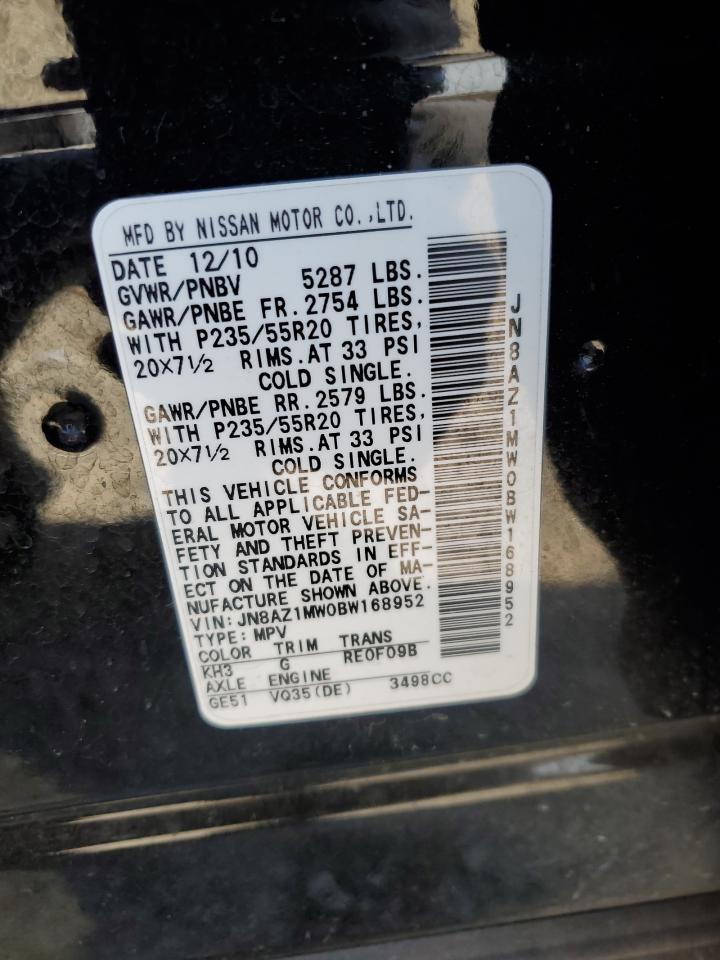 MFD BY NISSAN MOTOR CO.,LTD.
DATE 12/10
GVWR/PNBV 5287 LBS.
GAWR/PNBE FR.2754 LBS.
WITH P235/55R20 TIRES,
20X7½ RIMS.AT 33 PSI
COLD SINGLE.
GAWR/PNBE RR.2579 LBS.
WITH P235/55R20 TIRES,
20X7½ RIMS.AT 33 PSI
COLD SINGLE.
THIS VEHICLE CONFORMS
TO ALL APPLICABLE FED-
ERAL MOTOR VEHICLE SA-
FETY AND THEFT PREVEN-
TION STANDARDS IN EFF-
ECT ON THE DATE OF MA-
NUFACTURE SHOWN ABOVE.
VIN:JN8AZ1MW0BW168952
TYPE:MPV
COLOR TRIM TRANS
KH3 G RE0F09B
AXLE ENGINE
GE51 VQ35(DE) 3498CC
JN8AZ1MW0BW168952